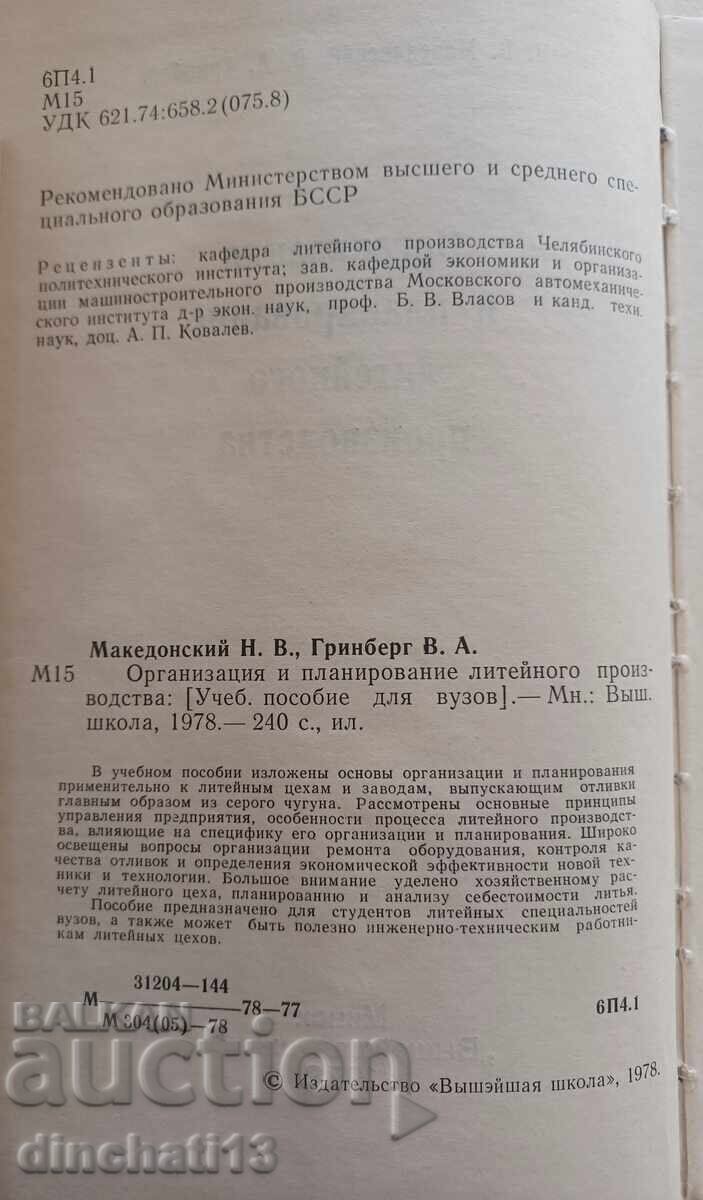 6П4.1
М15
УДК 621.74:658.2(075.8)
Рекомендовано Министерством высшего и среднего спе-
циального образования БССР
Рецензенты: кафедра литейного производства Челябинского
политехнического института; зав. кафедрой экономики и организа-
ции машиностроительного производства Московского автомеханиче-
ского института д-р экон. наук, проф. Б. В. Власов и канд. техн.
наук, доц. А. П. Ковалев.
Македонский Н. В., Гринберг В. А.
М15 Организация и планирование литейного произ-
водства: [Учеб. пособие для вузов].— Мн.: Выш.
школа, 1978.— 240 с., ил.
В учебном пособии изложены основы организации и планирования
применительно к литейным цехам и заводам, выпускающим отливки
главным образом из серого чугуна. Рассмотрены основные принципы
управления предприятия, особенности процесса литейного производст-
ва, влияющие на специфику его организации и планирования. Широко
освещены вопросы организации ремонта оборудования, контроля ка-
чества отливок и определения экономической эффективности новой тех-
ники и технологии. Большое внимание уделено хозяйственному рас-
чету литейного цеха, планированию и анализу себестоимости литья.
Пособие предназначено для студентов литейных специальностей
вузов, а также может быть полезно инженерно-техническим работни-
кам литейных цехов.
31204—144
М————78—77 6П4.1
М 304(05)—78
BALKAN
auction
© Издательство «Вышэйшая школа», 1978.
dinchati13